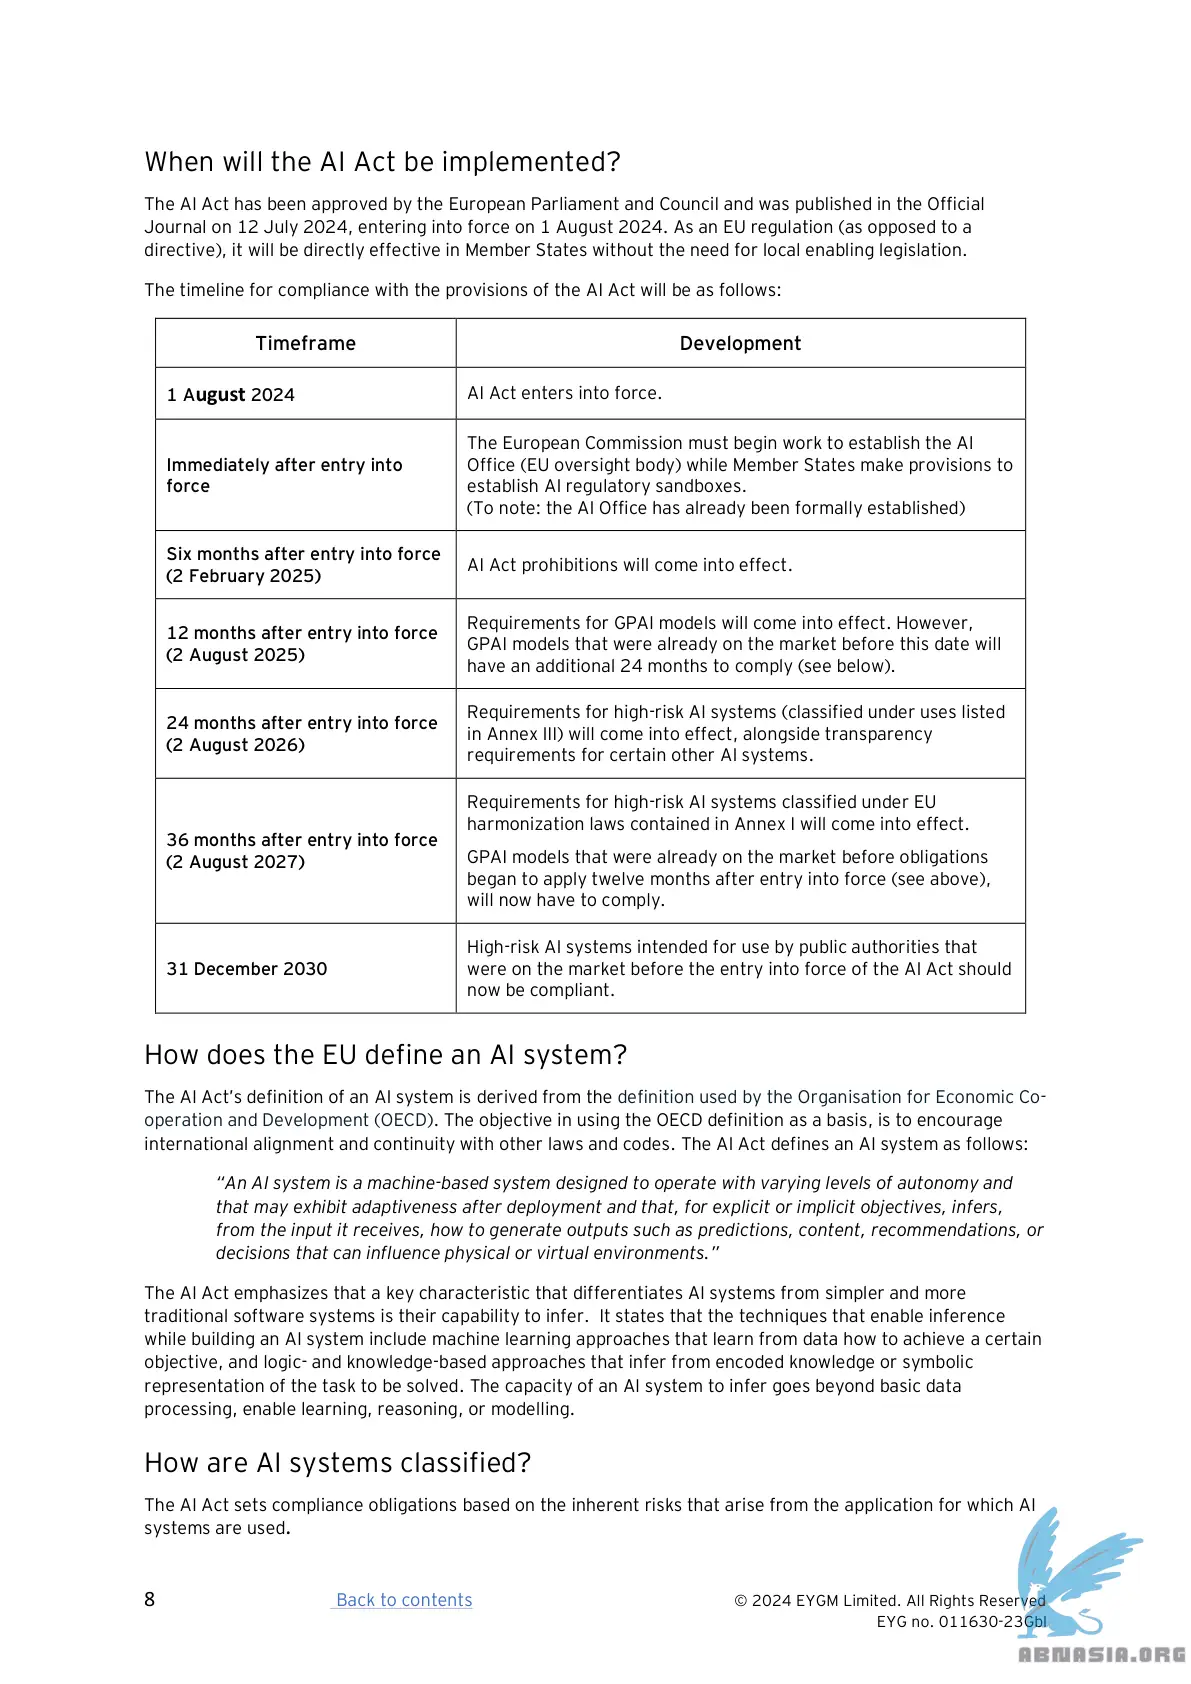 When will the AI Act be implemented?
The AI Act has been approved by the European Parliament and Council and was published in the Official
Journal on 12 July 2024, entering into force on 1 August 2024. As an EU regulation (as opposed to a
directive), it will be directly effective in Member States without the need for local enabling legislation.
The timeline for compliance with the provisions of the AI Act will be as follows:
Timeframe
Development
1 August 2024
AI Act enters into force.
Immediately after entry into
force
The European Commission must begin work to establish the AI
Office (EU oversight body) while Member States make provisions to
establish AI regulatory sandboxes.
(To note: the AI Office has already been formally established)
Six months after entry into force
(2 February 2025)
AI Act prohibitions will come into effect.
12 months after entry into force
(2 August 2025)
Requirements for GPAI models will come into effect. However,
GPAI models that were already on the market before this date will
have an additional 24 months to comply (see below).
24 months after entry into force
(2 August 2026)
Requirements for high-risk AI systems (classified under uses listed
in Annex III) will come into effect, alongside transparency
requirements for certain other AI systems.
36 months after entry into force
(2 August 2027)
Requirements for high-risk AI systems classified under EU
harmonization laws contained in Annex I will come into effect.
GPAI models that were already on the market before obligations
began to apply twelve months after entry into force (see above),
will now have to comply.
31 December 2030
High-risk AI systems intended for use by public authorities that
were on the market before the entry into force of the AI Act should
now be compliant.
How does the EU define an AI system?
The AI Act's definition of an AI system is derived from the definition used by the Organisation for Economic Co-
operation and Development (OECD). The objective in using the OECD definition as a basis, is to encourage
international alignment and continuity with other laws and codes. The AI Act defines an AI system as follows:
“An AI system is a machine-based system designed to operate with varying levels of autonomy and
that may exhibit adaptiveness after deployment and that, for explicit or implicit objectives, infers,
from the input it receives, how to generate outputs such as predictions, content, recommendations, or
decisions that can influence physical or virtual environments.”
The AI Act emphasizes that a key characteristic that differentiates AI systems from simpler and more
traditional software systems is their capability to infer. It states that the techniques that enable inference
while building an AI system include machine learning approaches that learn from data how to achieve a certain
objective, and logic- and knowledge-based approaches that infer from encoded knowledge or symbolic
representation of the task to be solved. The capacity of an AI system to infer goes beyond basic data
processing, enable learning, reasoning, or modelling.
How are AI systems classified?
The AI Act sets compliance obligations based on the inherent risks that arise from the application for which AI
systems are used.
8
Back to contents
© 2024 EYGM Limited. All Rights Reserved
EYG no. 011630-23Gbl
ABNASIA.ORG